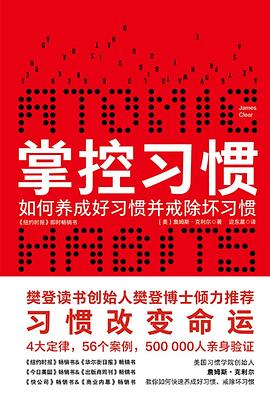 ATOMIC
James
Clear
掌控习惯
如何养成好习惯并戒除坏习惯
《纽约时报》即时畅销书
[美] 詹姆斯·克利尔 著 迩东晨 译
HABITS
樊登读书创始人樊登博士倾力推荐
习惯改变命运
4大定律，56个案例，500 000人亲身验证
《纽约时报》畅销书&《华尔街日报》畅销书
《今日美国》畅销书&《出版商周刊》畅销书
《快公司》畅销书&《商业内幕》畅销书
美国习惯学院创始人
詹姆斯·克利尔
教你如何快速养成好习惯、戒除坏习惯